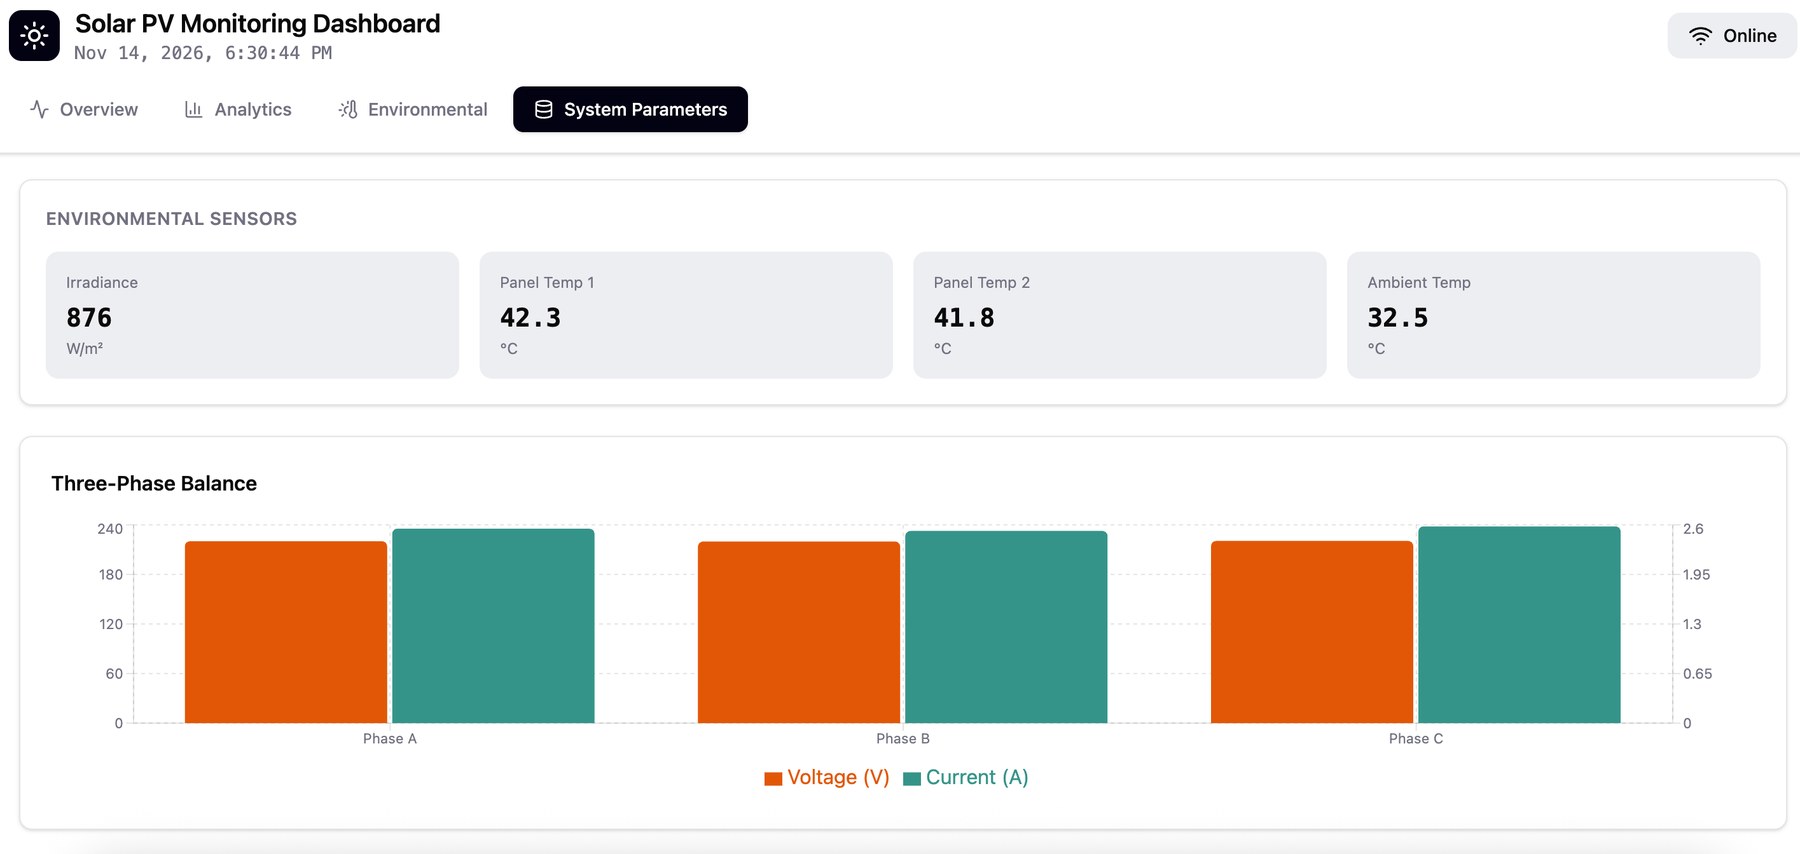 Solar PV Monitoring Dashboard
Nov 14, 2026, 6:30:44 PM
Online
Overview
Analytics
Environmental
System Parameters
ENVIRONMENTAL SENSORS
Irradiance
876
W/m²
Panel Temp 1
42.3
°C
Panel Temp 2
41.8
°C
Ambient Temp
32.5
°C
Three-Phase Balance
240
180
120
60
0
2.6
1.95
1.3
0.65
0
Phase A
Phase B
Phase C
Voltage (V)
Current (A)